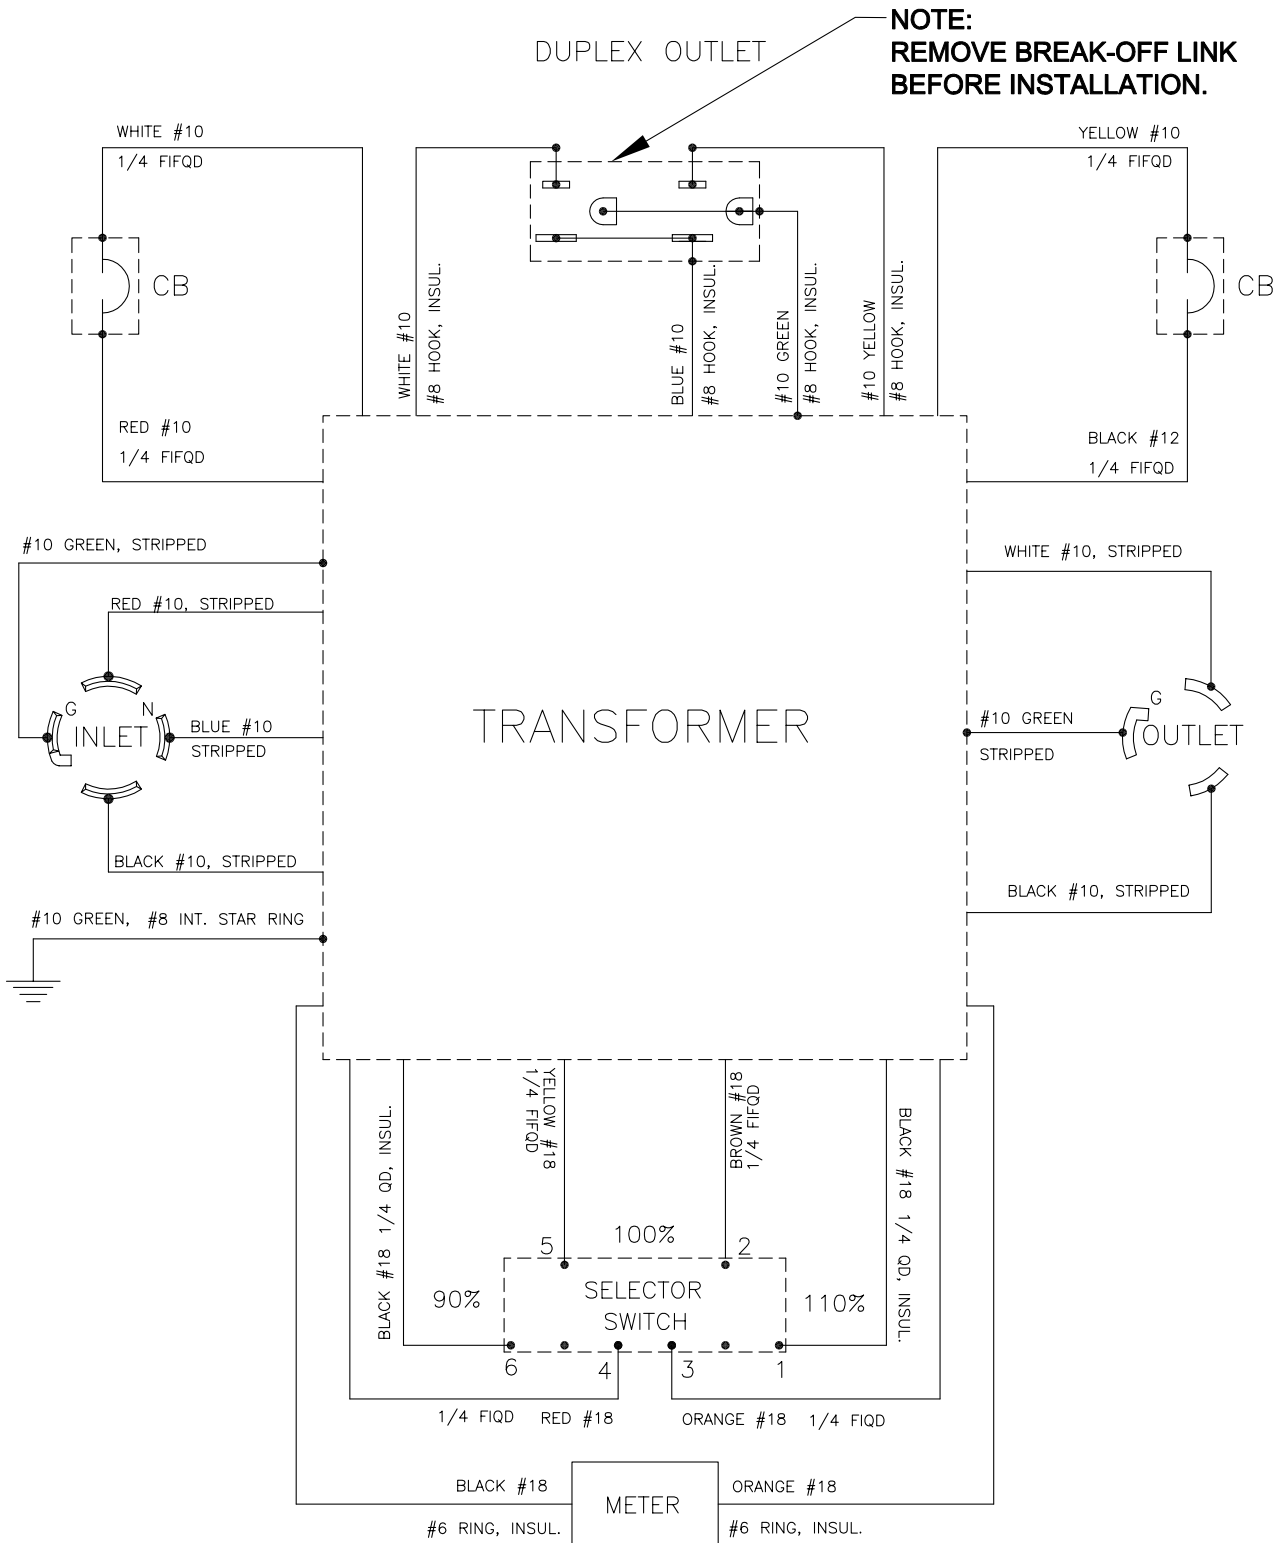 NOTE:
REMOVE BREAK-OFF LINK
BEFORE INSTALLATION.
DUPLEX OUTLET
WHITE #10
1/4 FIFQD
YELLOW #10
1/4 FIFQD
CB
CB
WHITE #10
#8 HOOK, INSUL.
BLUE #10
#8 HOOK, INSUL.
#10 GREEN
#8 HOOK, INSUL.
#10 YELLOW
#8 HOOK, INSUL.
RED #10
1/4 FIFQD
BLACK #12
1/4 FIFQD
#10 GREEN, STRIPPED
WHITE #10, STRIPPED
RED #10, STRIPPED
G
N
INLET
BLUE #10
STRIPPED
TRANSFORMER
#10 GREEN
STRIPPED
G
OUTLET
BLACK #10, STRIPPED
BLACK #10, STRIPPED
#10 GREEN, #8 INT. STAR RING
BLACK #18 1/4 QD, INSUL.
YELLOW #18
1/4 FIFQD
BROWN #18
1/4 FIFQD
BLACK #18 1/4 QD, INSUL.
5
100%
2
90%
SELECTOR
SWITCH
110%
6
4
3
1
1/4 FIQD RED #18
ORANGE #18 1/4 FIQD
BLACK #18
#6 RING, INSUL.
METER
ORANGE #18
#6 RING, INSUL.